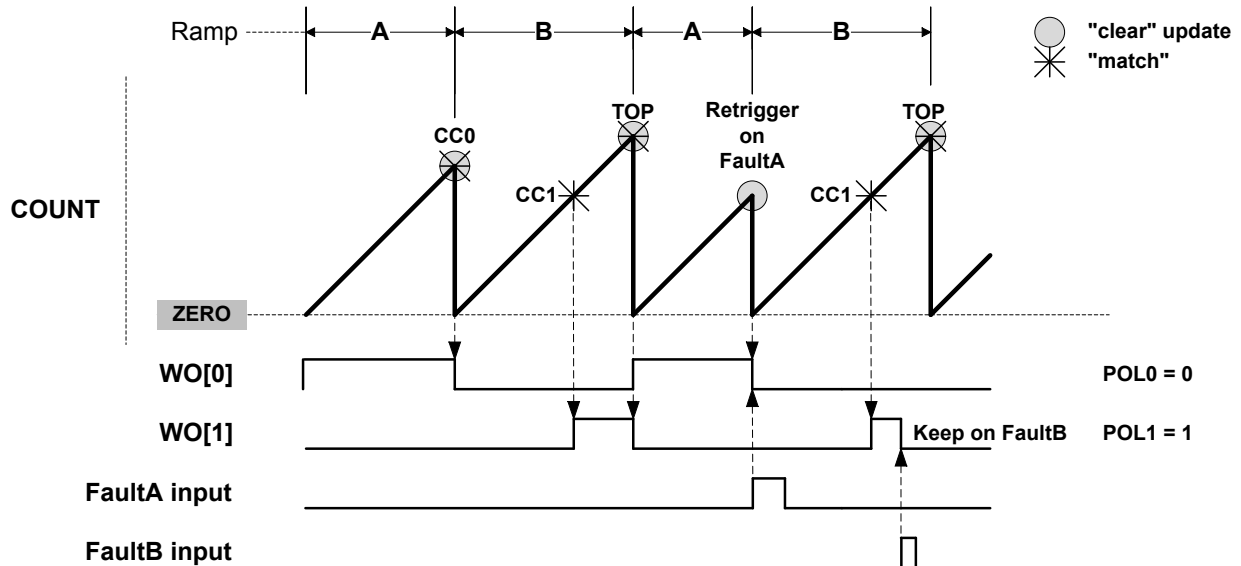 Ramp
A
B
A
B
"clear" update
"match"
CC0
TOP
Retrigger
on
FaultA
TOP
CC1
CC1
COUNT
ZERO
WO[0]
POL0 = 0
WO[1]
Keep on FaultB
POL1 = 1
FaultA input
FaultB input